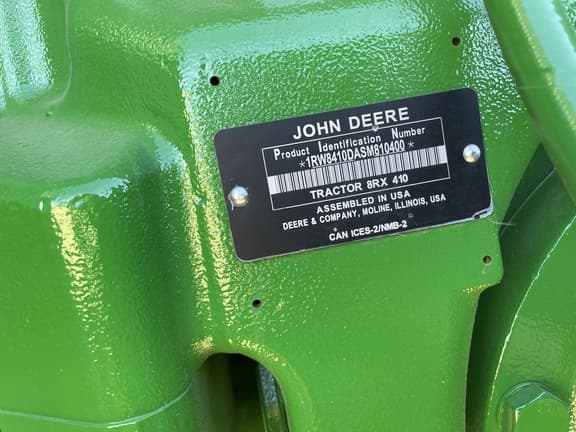 JOHN DEERE
Product Identification Number
*1RW8410DASM810400*
TRACTOR 8RX 410
ASSEMBLED IN USA
DEERE & COMPANY, MOLINE, ILLINOIS, USA
CAN ICES-2/NMB-2